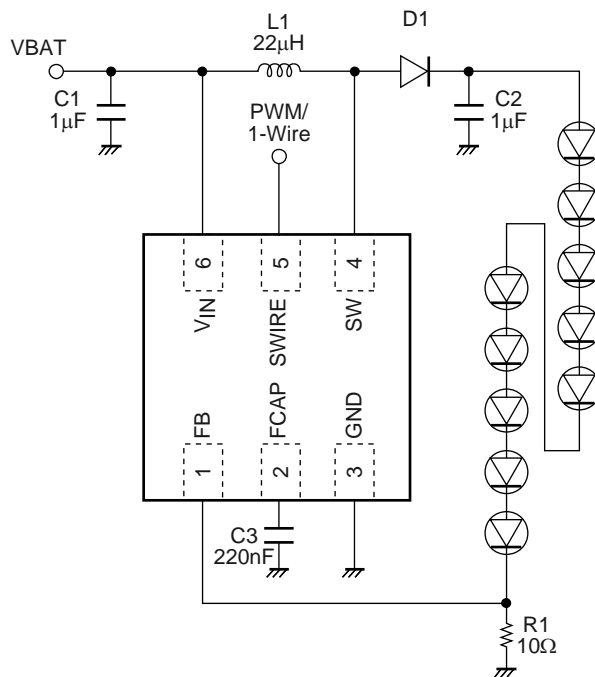 L1
22μH
D1
VBAT
C1
1μF
PWM/
1-Wire
C2
1μF
6
5
4
VIN
SWIRE
SW
FB
FCAP
GND
1
2
3
C3
220nF
R1
10Ω